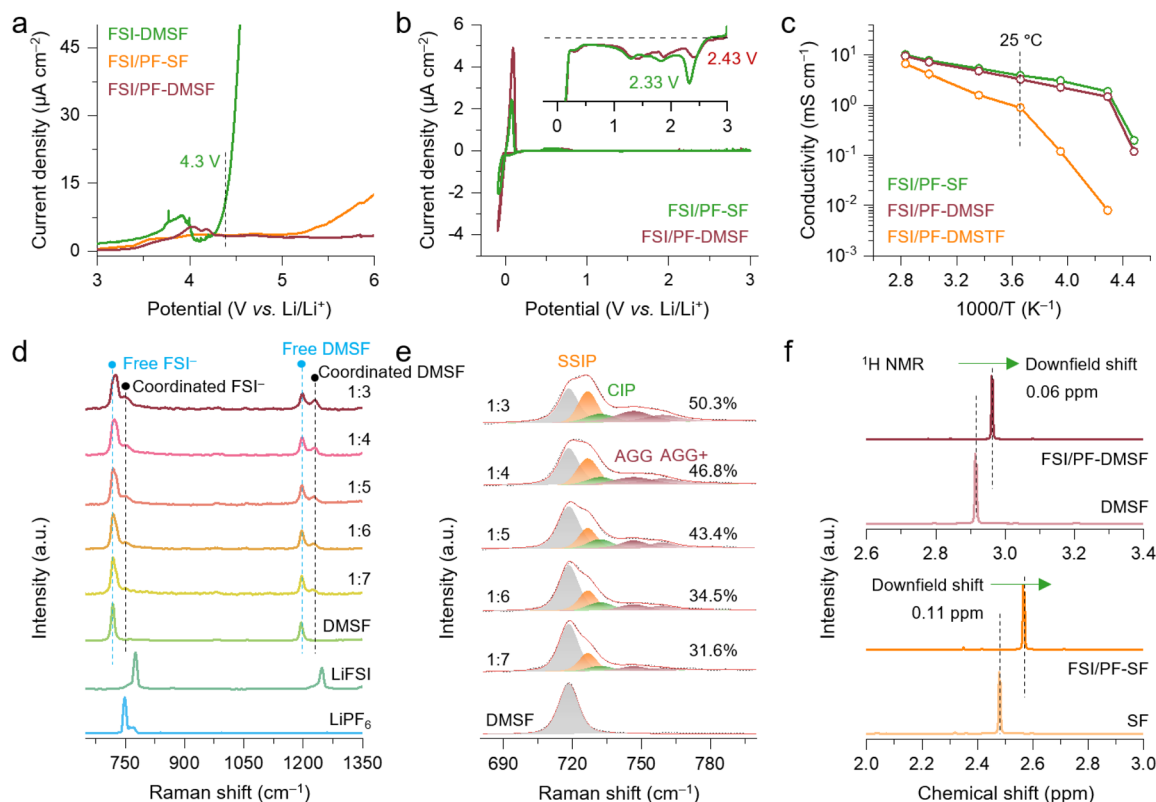 a
FSI-DMSF
FSI/PF-SF
FSI/PF-DMSF
4.3 V
45
30
15
0
3
4
5
6
Current density (µA cm⁻²)
Potential (V vs. Li/Li⁺)
b
6
4
2
0
-2
-4
0
1
2
3
2.43 V
2.33 V
0
1
2
3
FSI/PF-SF
FSI/PF-DMSF
Current density (µA cm⁻²)
Potential (V vs. Li/Li⁺)
c
25 °C
10¹
10⁰
10⁻¹
10⁻²
10⁻³
2.8
3.2
3.6
4.0
4.4
FSI/PF-SF
FSI/PF-DMSF
FSI/PF-DMSTF
Conductivity (mS cm⁻¹)
1000/T (K⁻¹)
d
Free FSI⁻
Coordinated FSI⁻
Free DMSF
Coordinated DMSF
1:3
1:4
1:5
1:6
1:7
DMSF
LiFSI
LiPF₆
750
900
1050
1200
1350
Intensity (a.u.)
Raman shift (cm⁻¹)
e
SSIP
CIP
1:3
50.3%
AGG
AGG+
1:4
46.8%
1:5
43.4%
1:6
34.5%
1:7
31.6%
DMSF
690
720
750
780
Intensity (a.u.)
Raman shift (cm⁻¹)
f
¹H NMR
Downfield shift
0.06 ppm
FSI/PF-DMSF
DMSF
2.6
2.8
3.0
3.2
3.4
Downfield shift
0.11 ppm
FSI/PF-SF
SF
2.0
2.2
2.4
2.6
2.8
3.0
Intensity (a.u.)
Chemical shift (ppm)